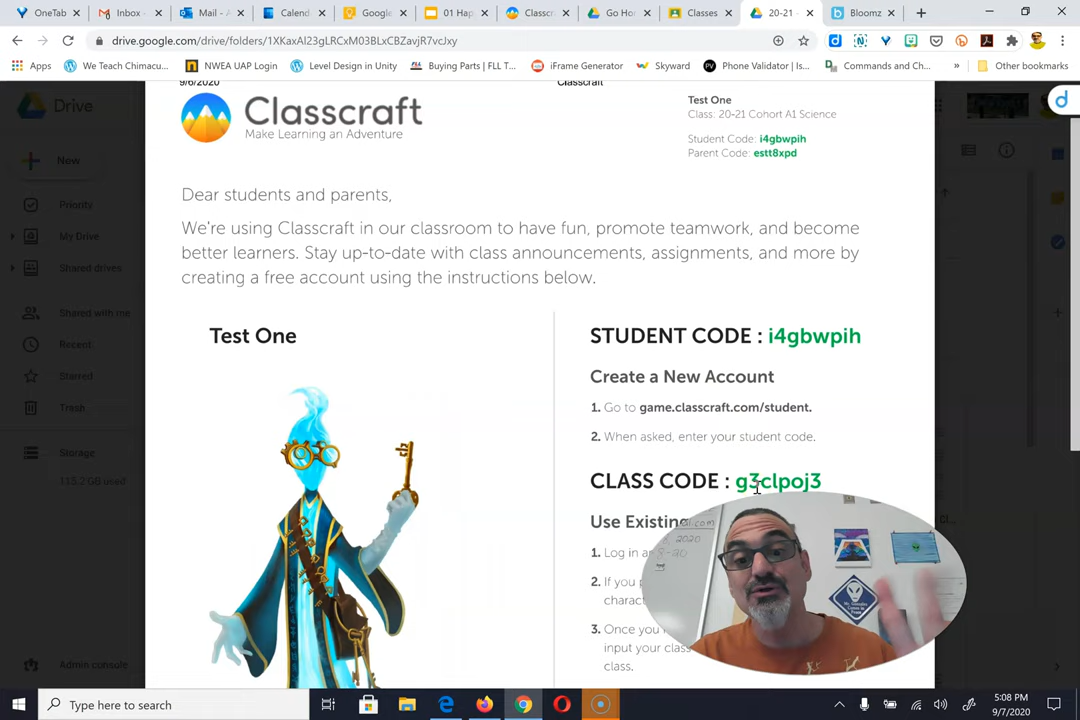 OneTab
Inbox -
Mail -
Calend
Google
01 Hap
Classcr
Go Ho
Classes
20-21 -
Bloomz
drive.google.com/drive/folders/1XKaxAI23gLRCxM03BLxCBZavjR7vcJxy
Apps
We Teach Chimacu...
NWEA UAP Login
Level Design in Unity
Buying Parts | FLL T...
iFrame Generator
Skyward
Phone Validator | Is...
Commands and Ch...
»
Other bookmarks
Drive
New
Priority
My Drive
Shared drives
Shared with me
Recent
Starred
Trash
Storage
Admin console
9/6/2020
Classcraft
Classcraft
Make Learning an Adventure
Test One
Class: 20-21 Cohort A1 Science
Student Code: i4gbwpih
Parent Code: estt8xpd
Dear students and parents,
We're using Classcraft in our classroom to have fun, promote teamwork, and become
better learners. Stay up-to-date with class announcements, assignments, and more by
creating a free account using the instructions below.
Test One
STUDENT CODE : i4gbwpih
Create a New Account
1. Go to game.classcraft.com/student.
2. When asked, enter your student code.
CLASS CODE : g3clpoj3
Use Existing
1. Log in
2. If you
charac
3. Once you
input your class
class.
2020
5:08 PM
9/7/2020
Type here to search